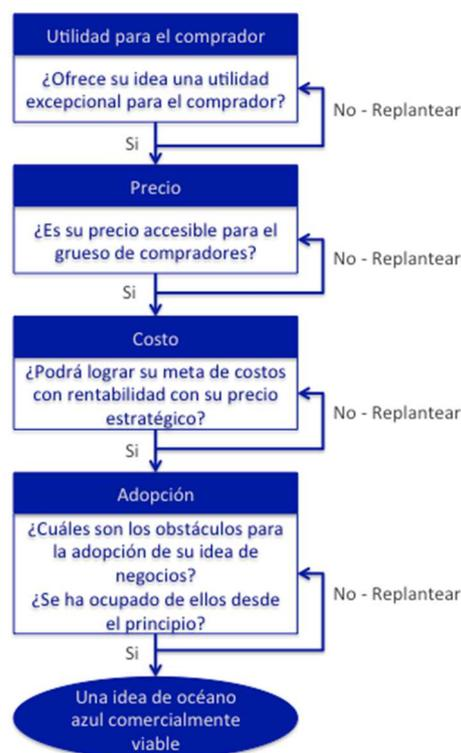 Utilidad para el comprador
¿Ofrece su idea una utilidad
excepcional para el comprador?
No - Replantear
Si
Precio
¿Es su precio accesible para el
grueso de compradores?
No - Replantear
Si
Costo
¿Podrá lograr su meta de costos
con rentabilidad con su precio
estratégico?
No - Replantear
Si
Adopción
¿Cuáles son los obstáculos para
la adopción de su idea de
negocios?
¿Se ha ocupado de ellos desde
el principio?
No - Replantear
Si
Una idea de océano
azul comercialmente
viable